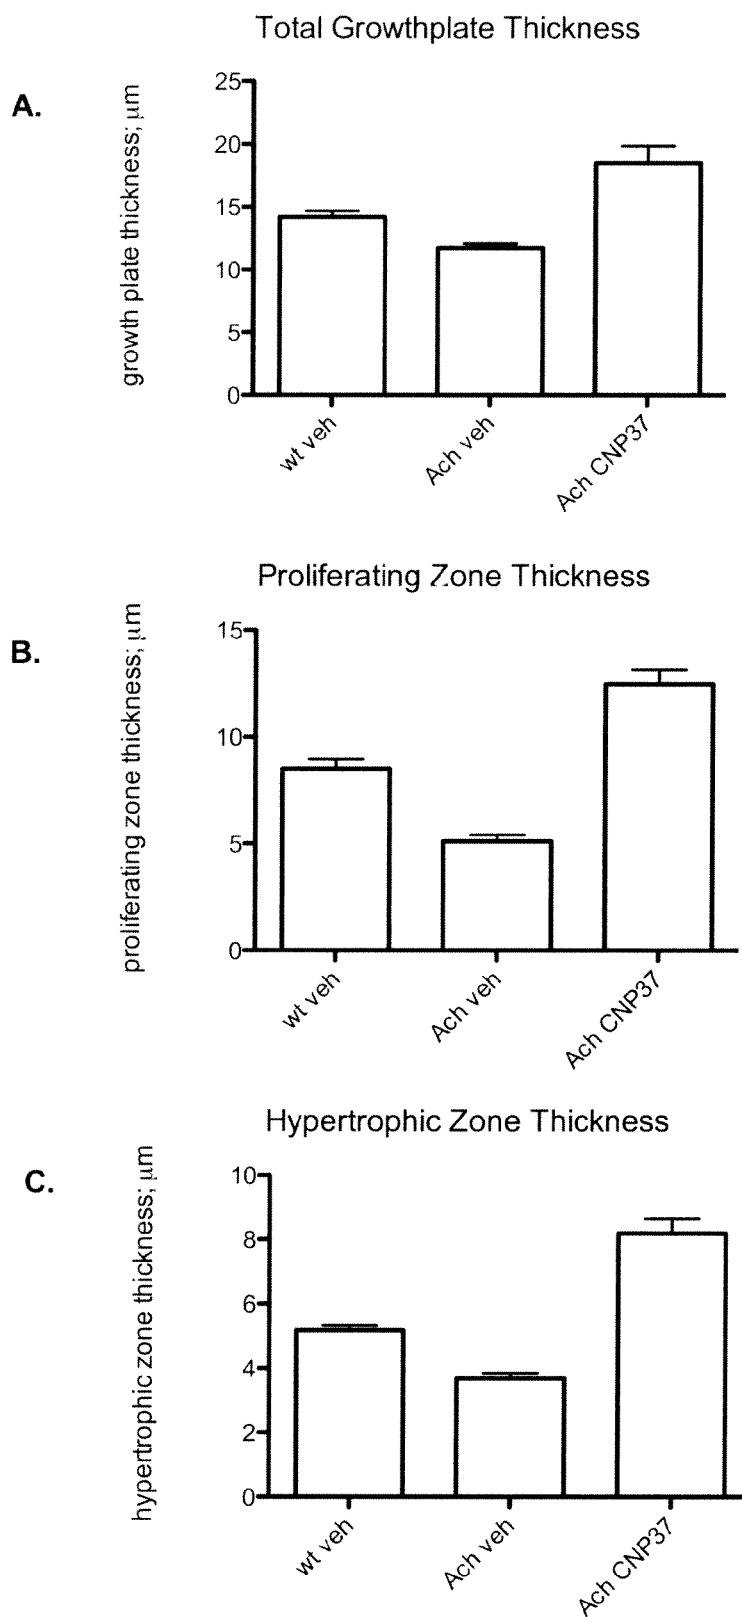 Total Growthplate Thickness
A.
growth plate thickness; µm
25
20
15
10
5
0
wt veh
Ach veh
Ach CNP37
Proliferating Zone Thickness
B.
proliferating zone thickness; µm
15
10
5
0
wt veh
Ach veh
Ach CNP37
Hypertrophic Zone Thickness
C.
hypertrophic zone thickness; µm
10
8
6
4
2
0
wt veh
Ach veh
Ach CNP37